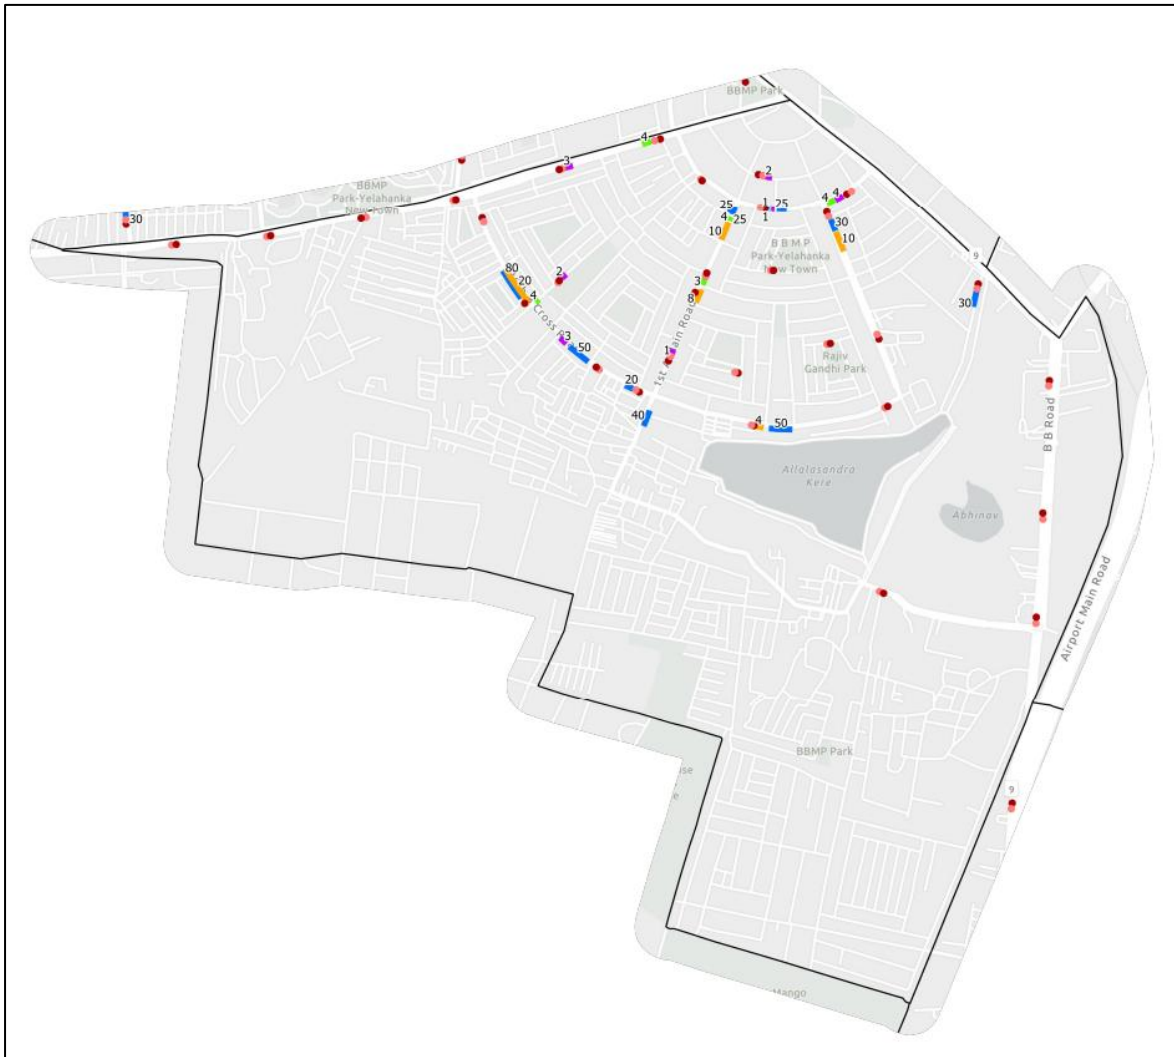 BBMP Park
4
3
BBMP
Park-Yelahanka
New Town
2
30
4
4
25
1
25
1
4
25
30
10
10
B B M P
Park-Yelahanka
New Town
9
80
20
2
4
3
8
30
3
50
1
1st
Main Road
Cross
20
40
Rajiv
Gandhi Park
4
50
B B Road
Allalasandra
Kere
Abhinav
Airport Main Road
BBMP Park
9
Mango